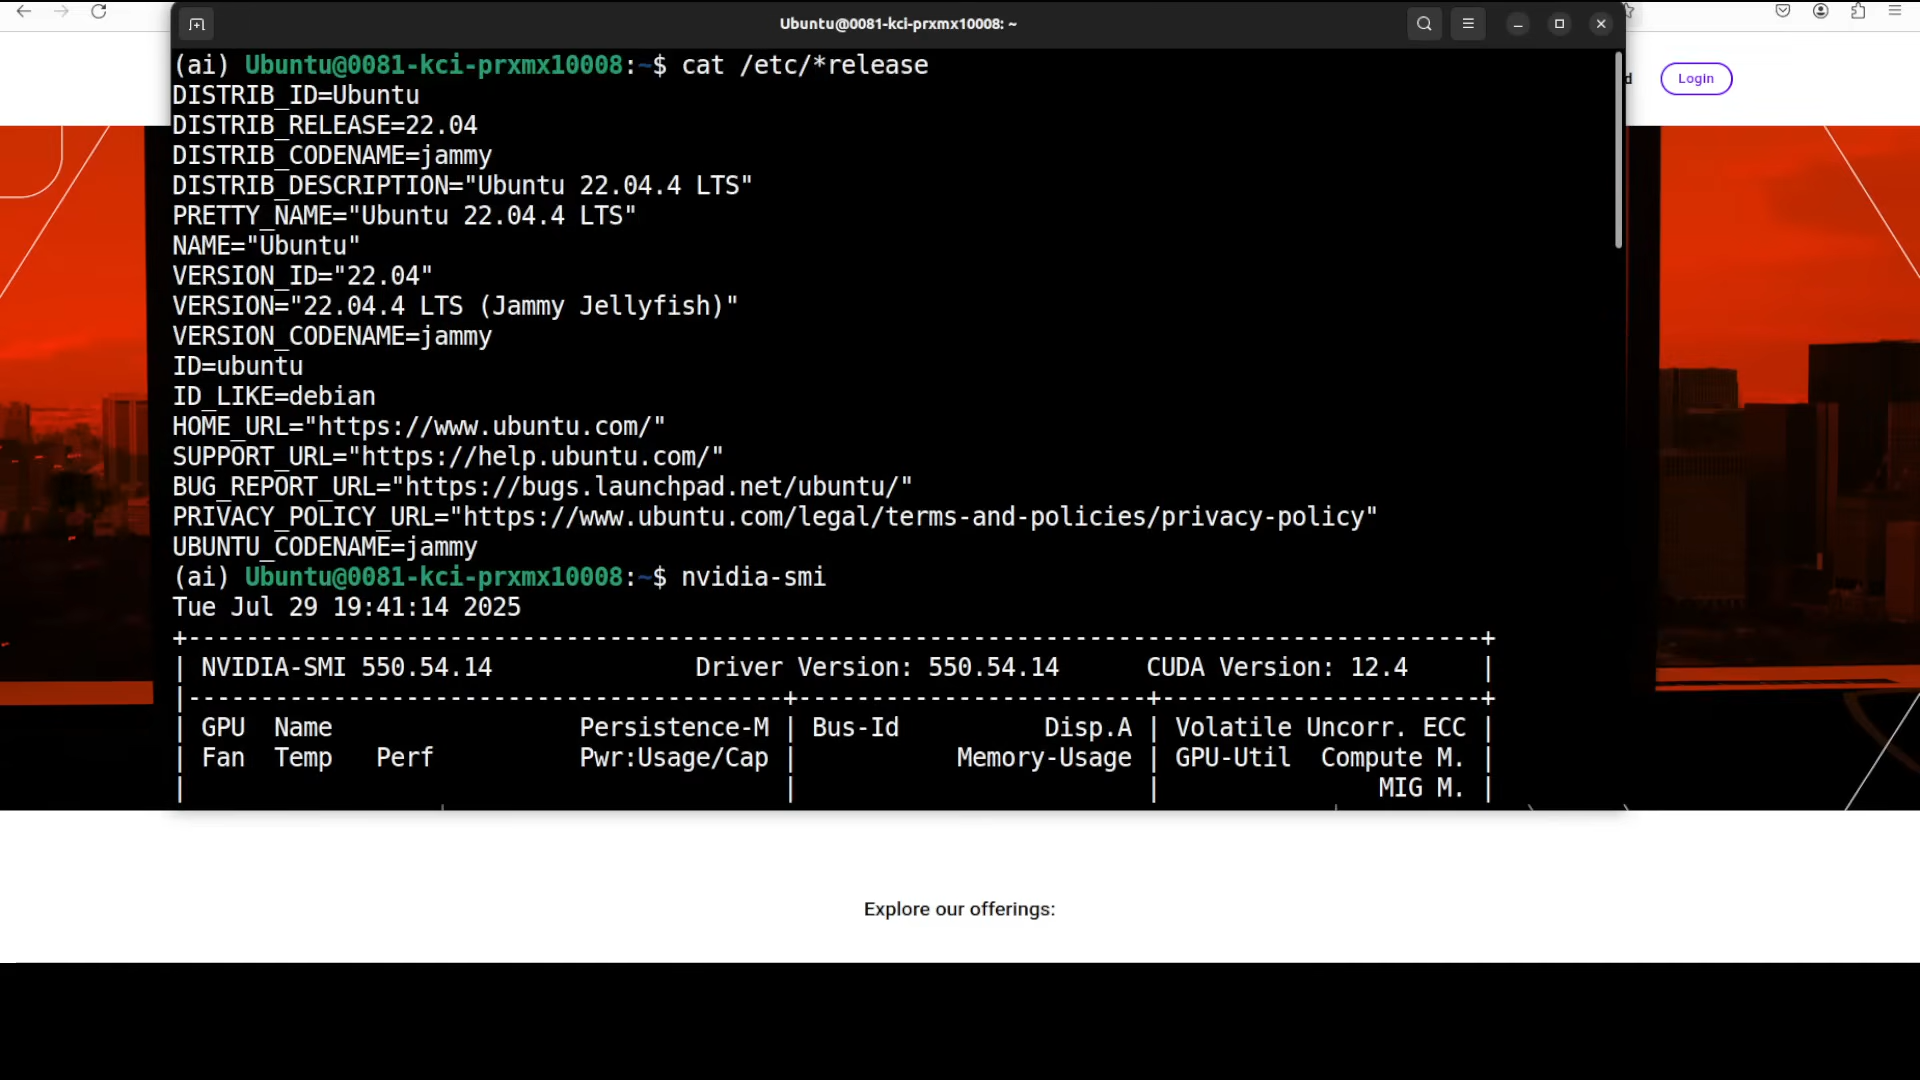 Ubuntu@0081-kci-prxmx10008: ~
(ai) Ubuntu@0081-kci-prxmx10008:~$ cat /etc/*release
DISTRIB_ID=Ubuntu
DISTRIB_RELEASE=22.04
DISTRIB_CODENAME=jammy
DISTRIB_DESCRIPTION="Ubuntu 22.04.4 LTS"
PRETTY_NAME="Ubuntu 22.04.4 LTS"
NAME="Ubuntu"
VERSION_ID="22.04"
VERSION="22.04.4 LTS (Jammy Jellyfish)"
VERSION_CODENAME=jammy
ID=ubuntu
ID_LIKE=debian
HOME_URL="https://www.ubuntu.com/"
SUPPORT_URL="https://help.ubuntu.com/"
BUG_REPORT_URL="https://bugs.launchpad.net/ubuntu/"
PRIVACY_POLICY_URL="https://www.ubuntu.com/legal/terms-and-policies/privacy-policy"
UBUNTU_CODENAME=jammy
(ai) Ubuntu@0081-kci-prxmx10008:~$ nvidia-smi
Tue Jul 29 19:41:14 2025
+-----------------------------------------------------------------------------------------+
| NVIDIA-SMI 550.54.14              Driver Version: 550.54.14      CUDA Version: 12.4     |
|-----------------------------------------+------------------------+----------------------+
| GPU  Name                 Persistence-M | Bus-Id          Disp.A | Volatile Uncorr. ECC |
| Fan  Temp   Perf          Pwr:Usage/Cap |           Memory-Usage | GPU-Util  Compute M. |
|                                         |                        |               MIG M. |
Login
Explore our offerings: